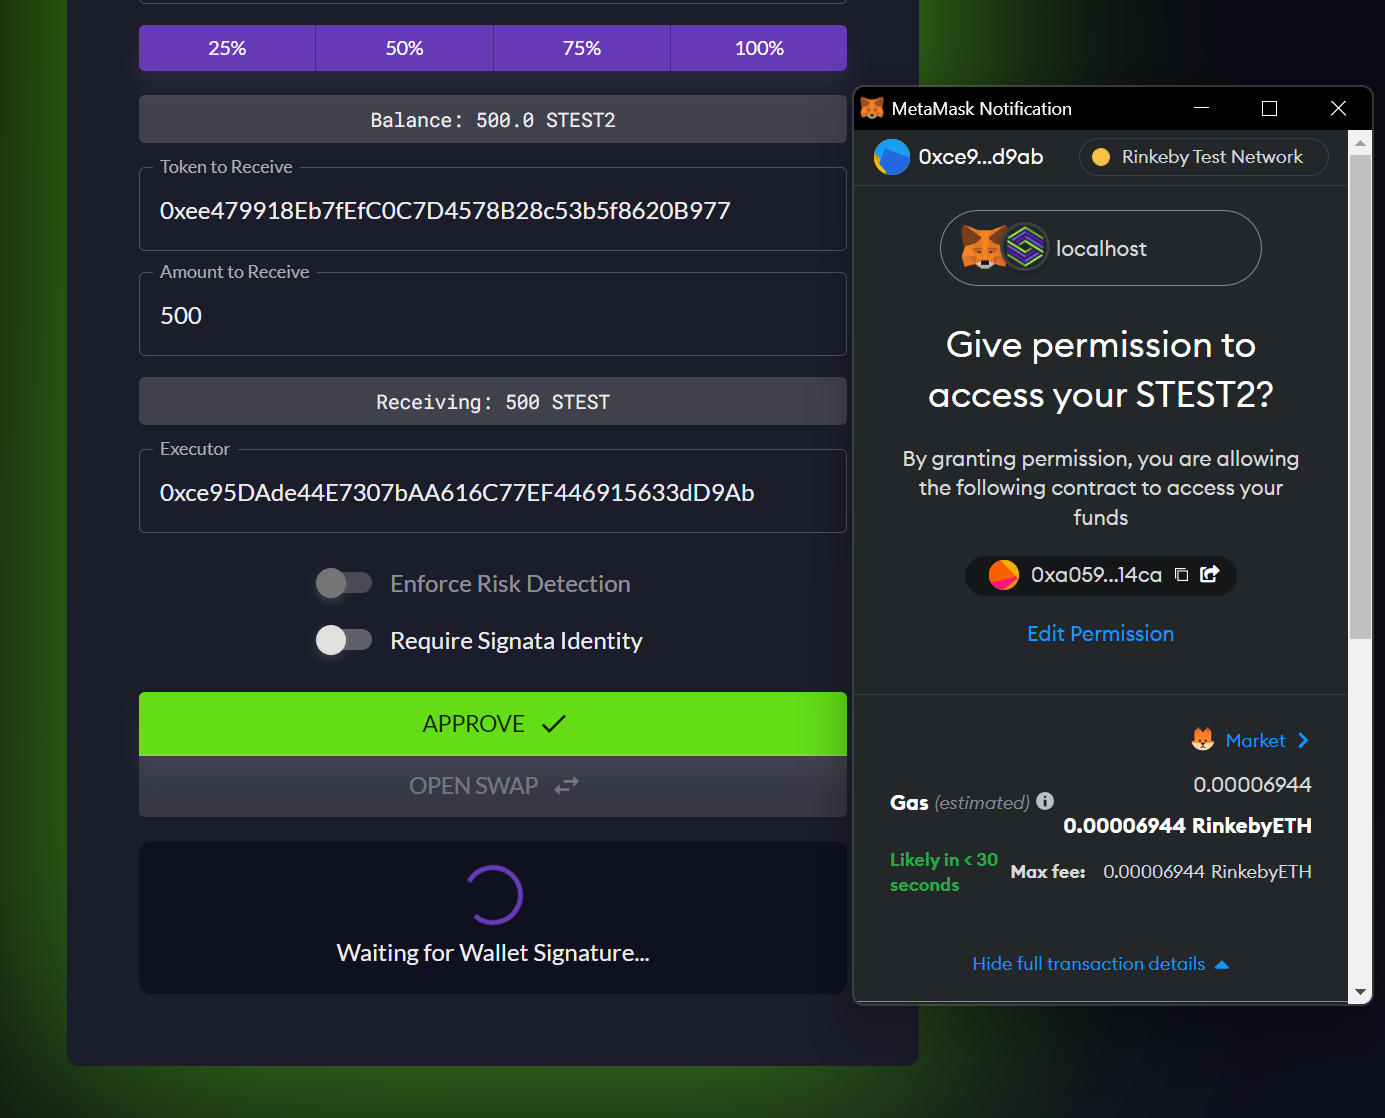 25% 50% 75% 100%
Balance: 500.0 STEST2
Token to Receive
0xee479918Eb7fEfC0C7D4578B28c53b5f8620B977
Amount to Receive
500
Receiving: 500 STEST
Executor
0xce95DAde44E7307bAA616C77EF446915633dD9Ab
Enforce Risk Detection
Require Signata Identity
APPROVE
OPEN SWAP
Waiting for Wallet Signature...
MetaMask Notification
0xce9...d9ab
Rinkeby Test Network
localhost
Give permission to
access your STEST2?
By granting permission, you are allowing
the following contract to access your
funds
0xa059...14ca
Edit Permission
Market
0.00006944
Gas (estimated)
0.00006944 RinkebyETH
Likely in < 30
seconds
Max fee: 0.00006944 RinkebyETH
Hide full transaction details